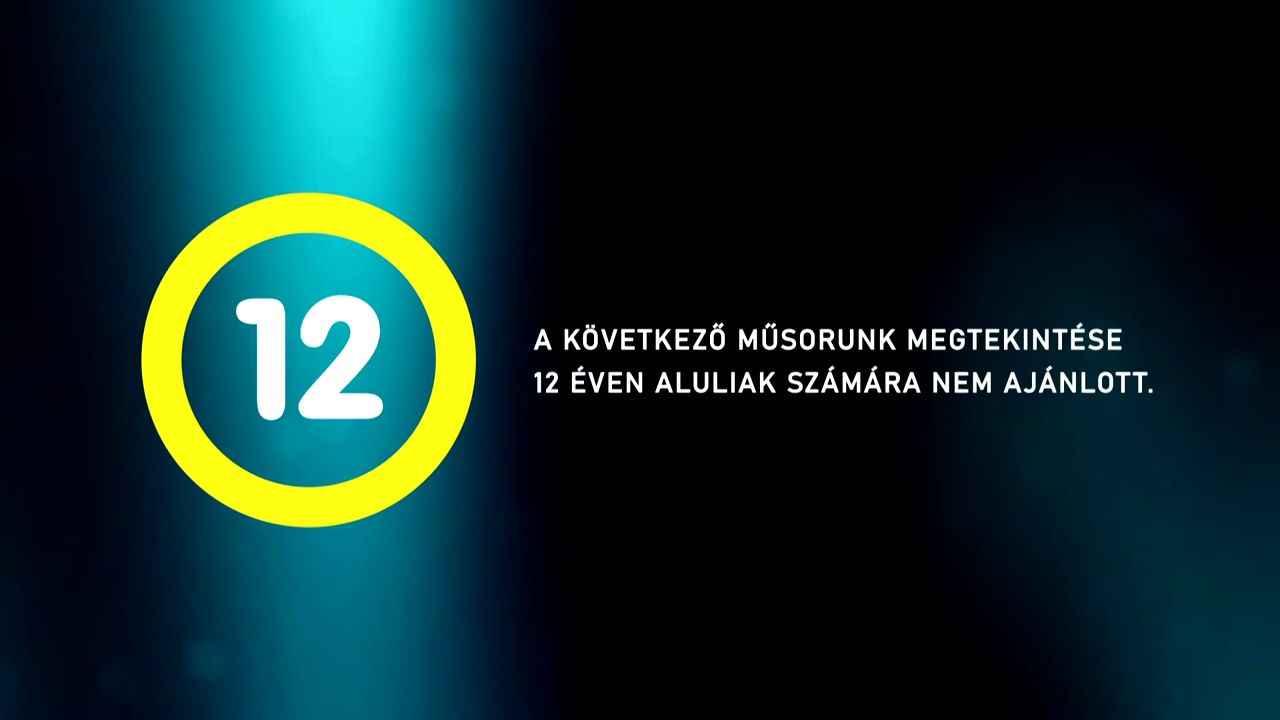 12
A KÖVETKEZŐ MŰSORUNK MEGTEKINTÉSE
12 ÉVEN ALULIAK SZÁMÁRA NEM AJÁNLOTT.